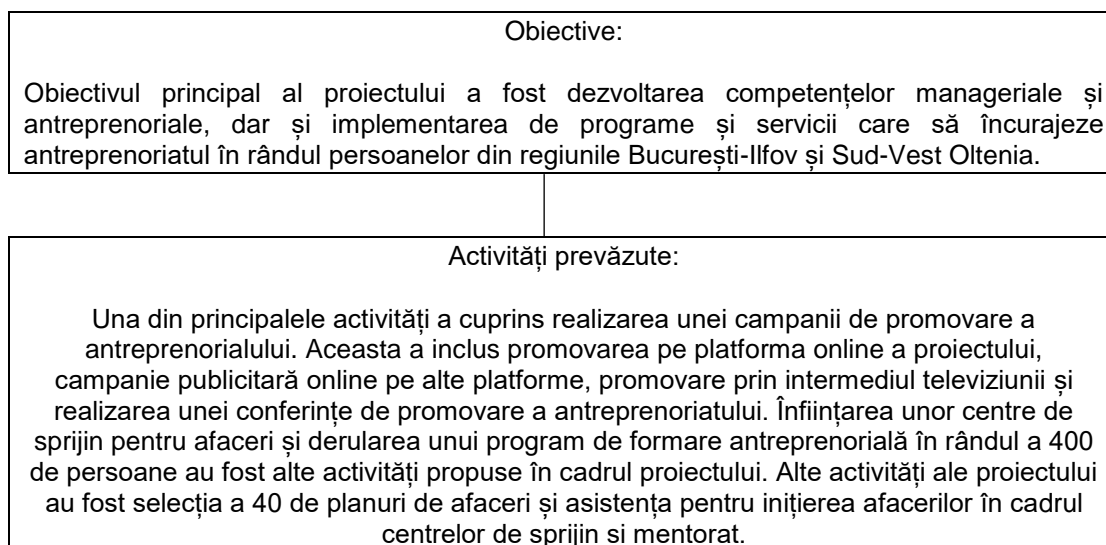 Obiective:
Obiectivul principal al proiectului a fost dezvoltarea competențelor manageriale și
antreprenoriale, dar și implementarea de programe și servicii care să încurajeze
antreprenoriatul în rândul persoanelor din regiunile București-Ilfov și Sud-Vest Oltenia.
Activități prevăzute:
Una din principalele activități a cuprins realizarea unei campanii de promovare a
antreprenorialului. Aceasta a inclus promovarea pe platforma online a proiectului,
campanie publicitară online pe alte platforme, promovare prin intermediul televiziunii și
realizarea unei conferințe de promovare a antreprenoriatului. Înființarea unor centre de
sprijin pentru afaceri și derularea unui program de formare antreprenorială în rândul a 400
de persoane au fost alte activități propuse în cadrul proiectului. Alte activități ale proiectului
au fost selecția a 40 de planuri de afaceri și asistența pentru inițierea afacerilor în cadrul
centrelor de sprijin si mentorat.